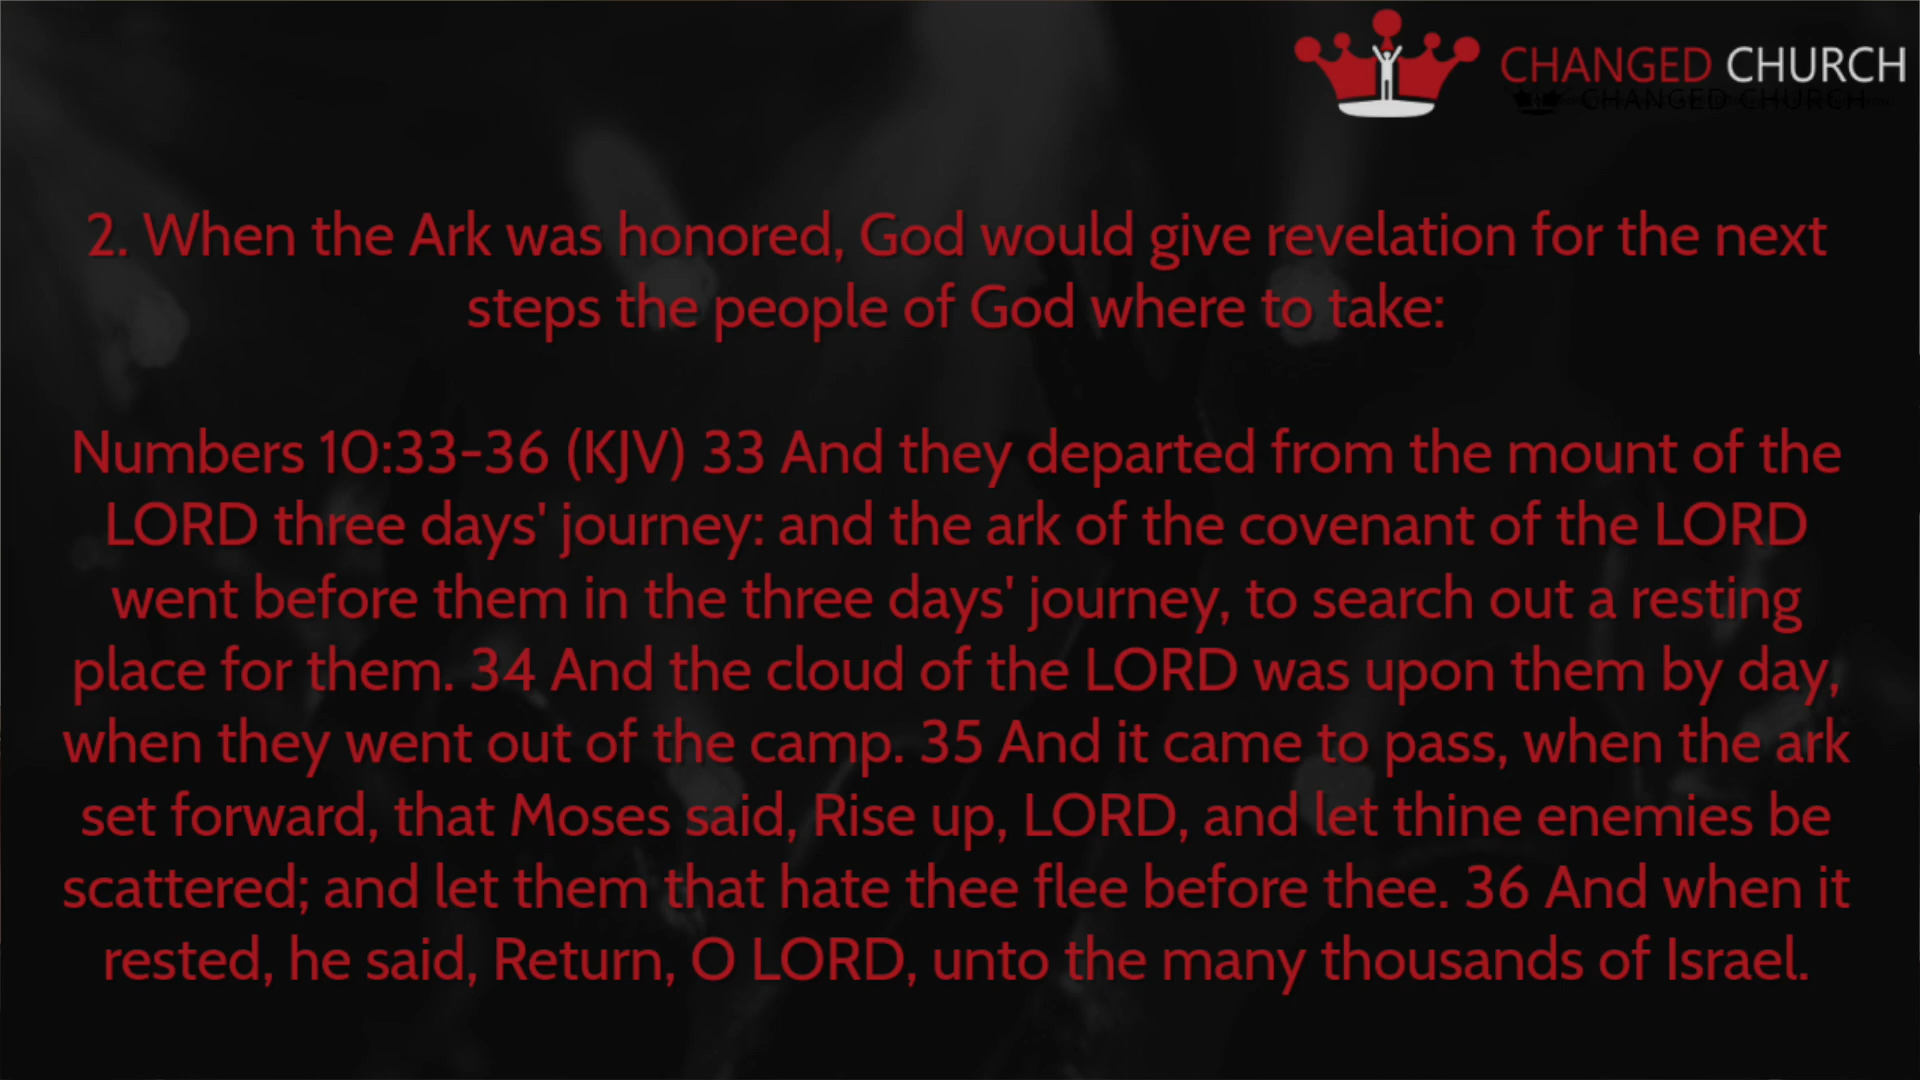 CHANGED CHURCH
CHANGED CHURCH
2. When the Ark was honored, God would give revelation for the next
steps the people of God where to take:
Numbers 10:33-36 (KJV) 33 And they departed from the mount of the
LORD three days' journey: and the ark of the covenant of the LORD
went before them in the three days' journey, to search out a resting
place for them. 34 And the cloud of the LORD was upon them by day,
when they went out of the camp. 35 And it came to pass, when the ark
set forward, that Moses said, Rise up, LORD, and let thine enemies be
scattered; and let them that hate thee flee before thee. 36 And when it
rested, he said, Return, O LORD, unto the many thousands of Israel.